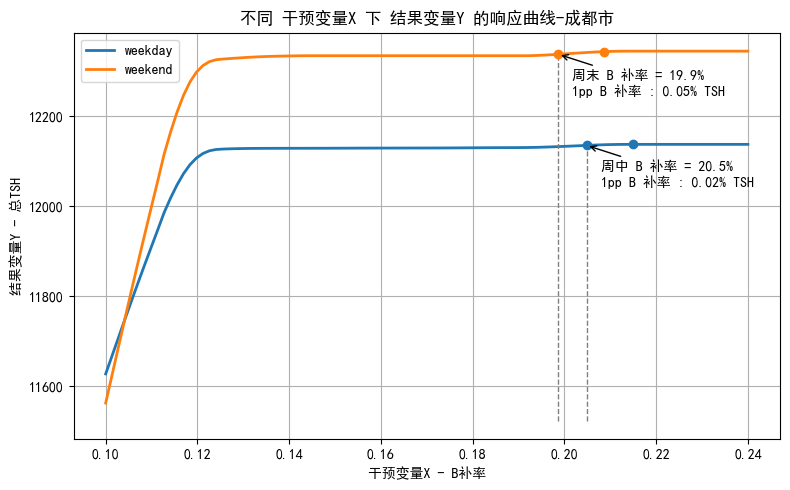 不同 干预变量X 下 结果变量Y 的响应曲线-成都市
weekday
weekend
周末 B 补率 = 19.9%
1pp B 补率 : 0.05% TSH
周中 B 补率 = 20.5%
1pp B 补率 : 0.02% TSH
结果变量Y - 总TSH
12200
12000
11800
11600
0.10 0.12 0.14 0.16 0.18 0.20 0.22 0.24
干预变量X - B补率